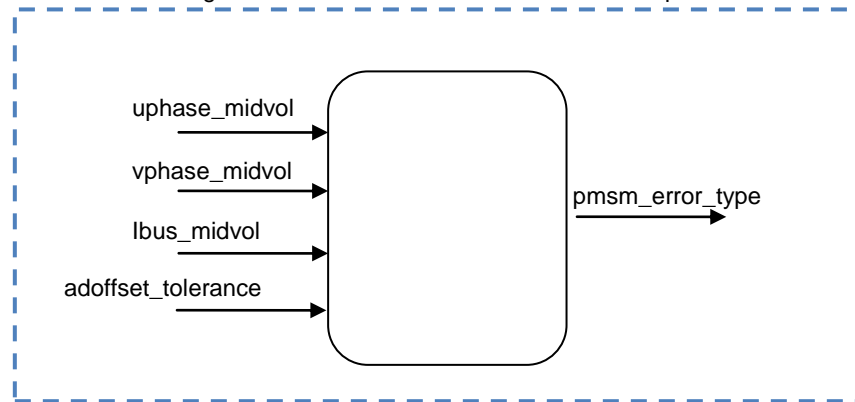 uphase_midvol
vphase_midvol
Ibus_midvol
adoffset_tolerance
pmsm_error_type